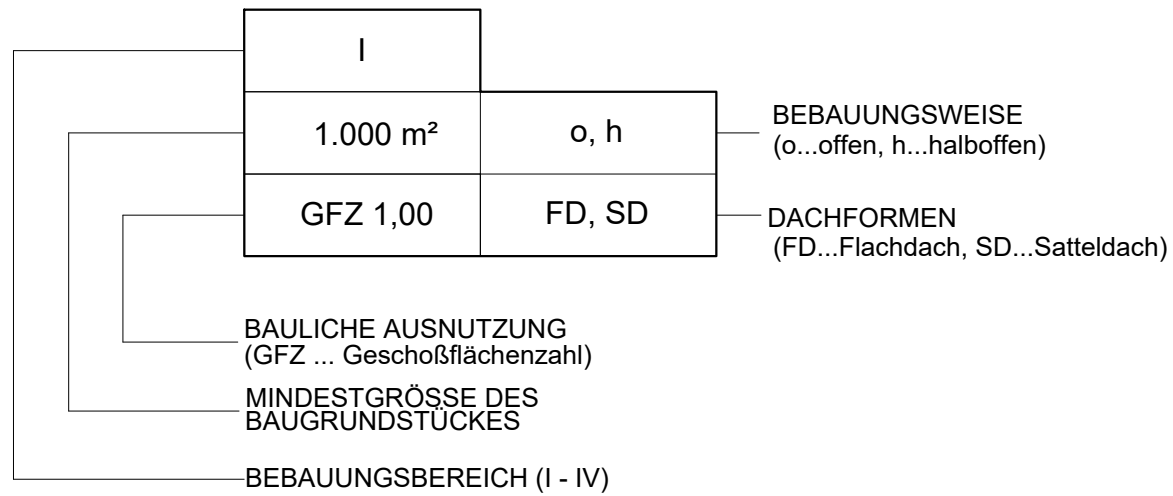 I
1.000 m²
o, h
BEBAUUNGSWEISE
(o...offen, h...halboffen)
GFZ 1,00
FD, SD
DACHFORMEN
(FD...Flachdach, SD...Satteldach)
BAULICHE AUSNUTZUNG
(GFZ ... Geschoßflächenzahl)
MINDESTGRÖSSE DES
BAUGRUNDSTÜCKES
BEBAUUNGSBEREICH (I - IV)